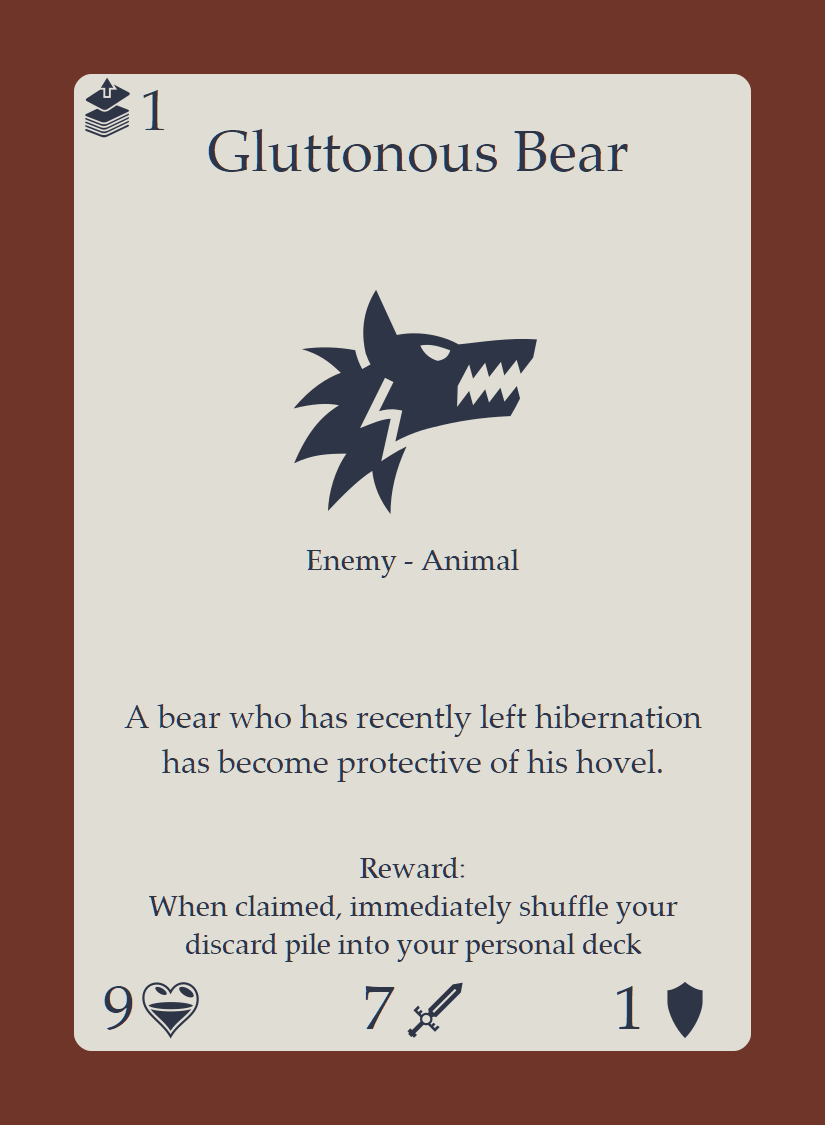 1
Gluttonous Bear
Enemy - Animal
A bear who has recently left hibernation
has become protective of his hovel.
Reward:
When claimed, immediately shuffle your
discard pile into your personal deck
9 7 1